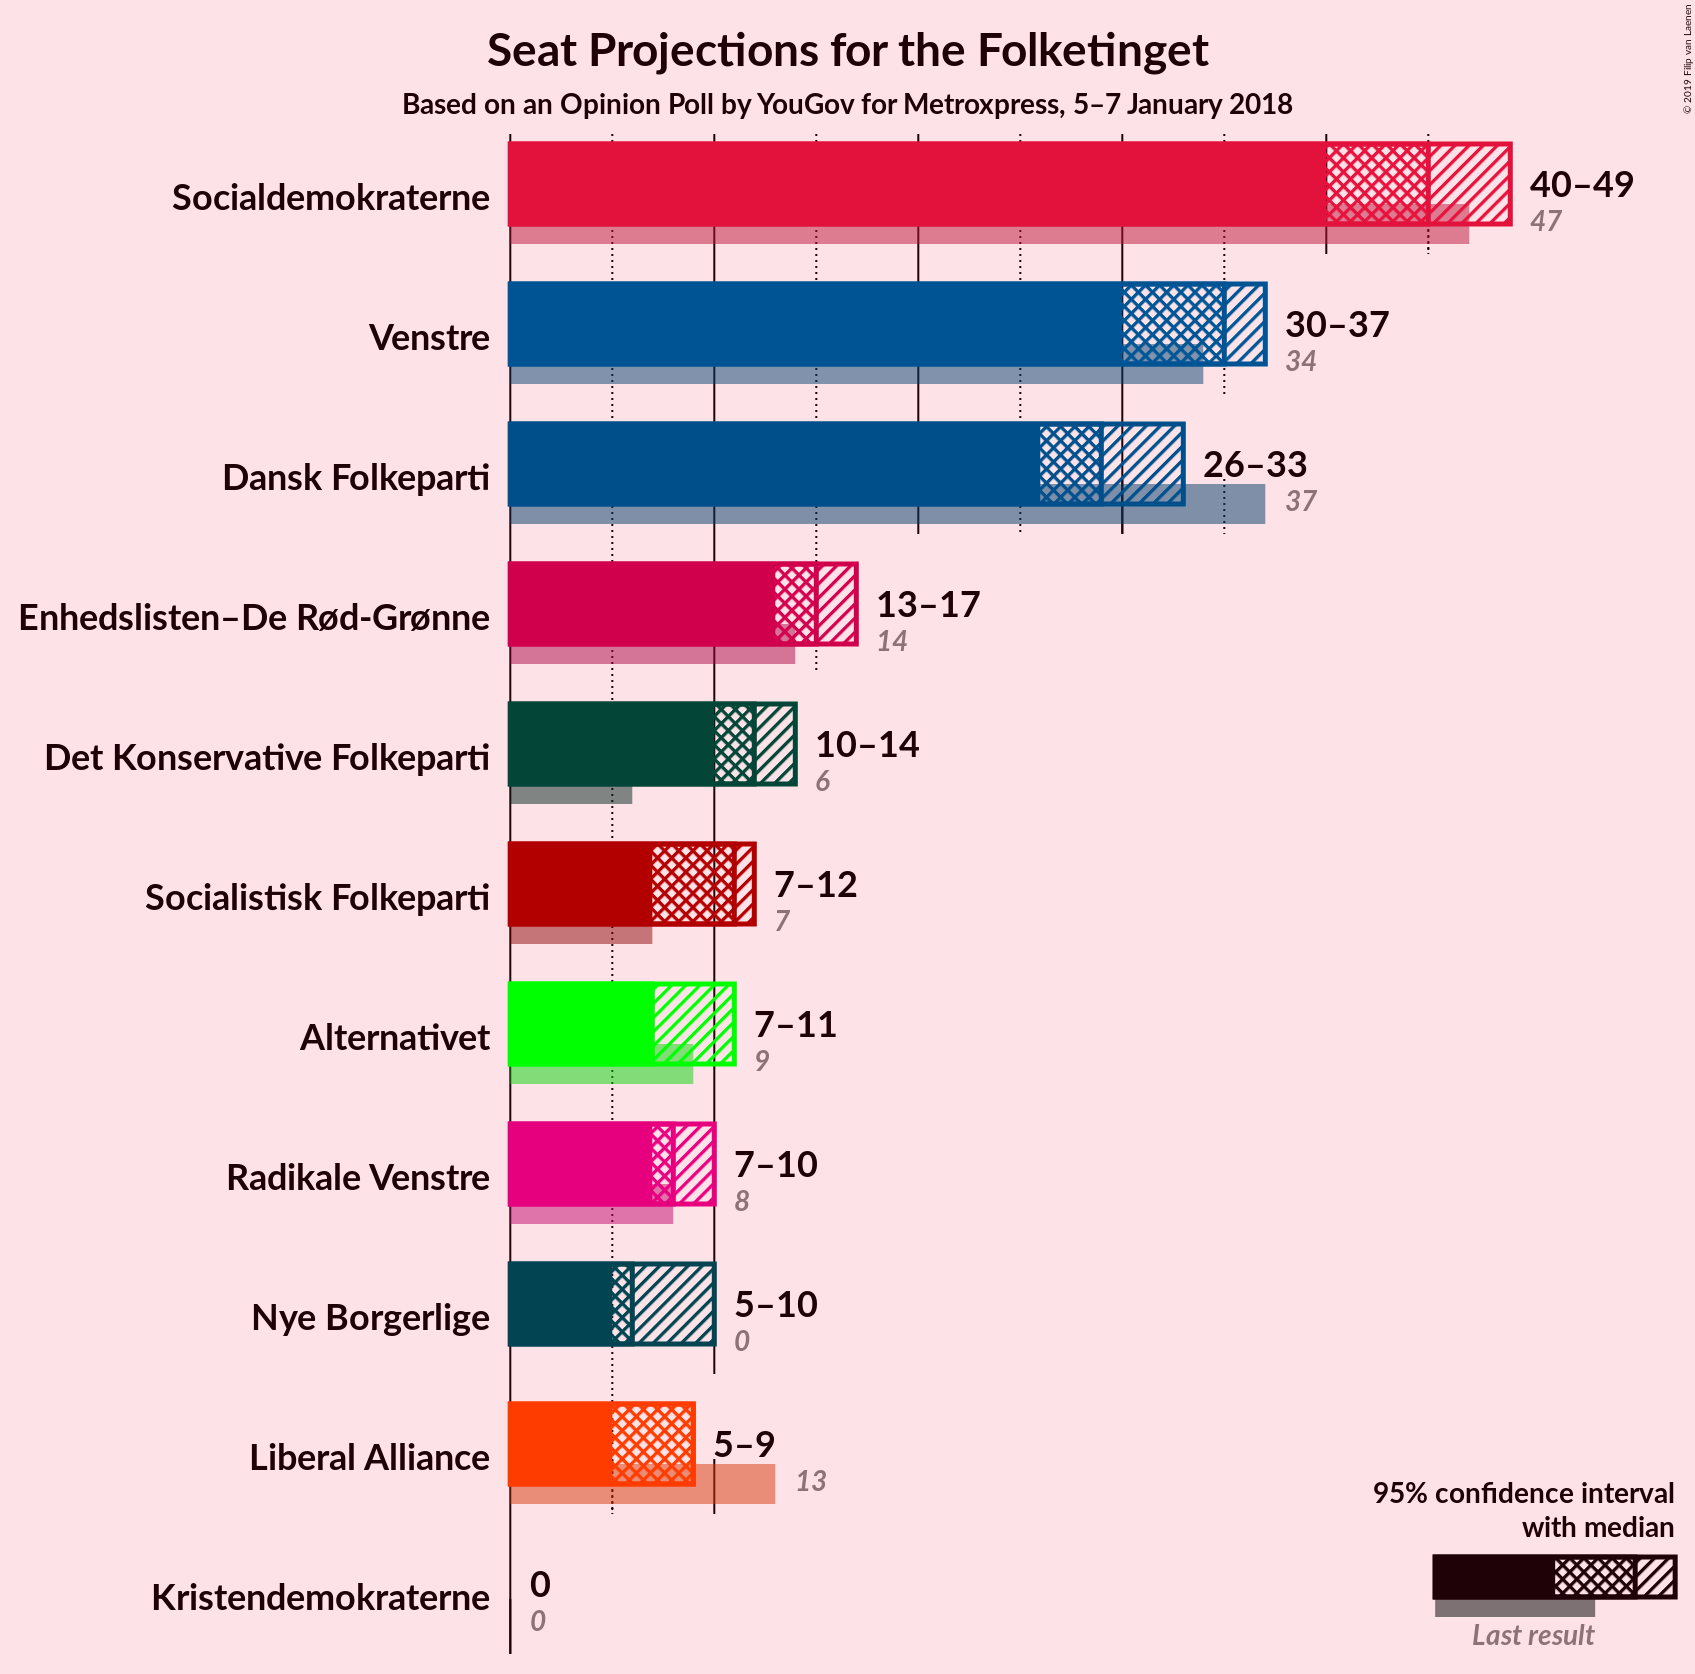 Seat Projections for the Folketinget
Based on an Opinion Poll by YouGov for Metroxpress, 5–7 January 2018
© 2019 Filip van Laenen
Socialdemokraterne
40–49
47
Venstre
30–37
34
Dansk Folkeparti
26–33
37
Enhedslisten–De Rød-Grønne
13–17
14
Det Konservative Folkeparti
10–14
6
Socialistisk Folkeparti
7–12
7
Alternativet
7–11
9
Radikale Venstre
7–10
8
Nye Borgerlige
5–10
0
Liberal Alliance
5–9
13
Kristendemokraterne
0
0
95% confidence interval
with median
Last result